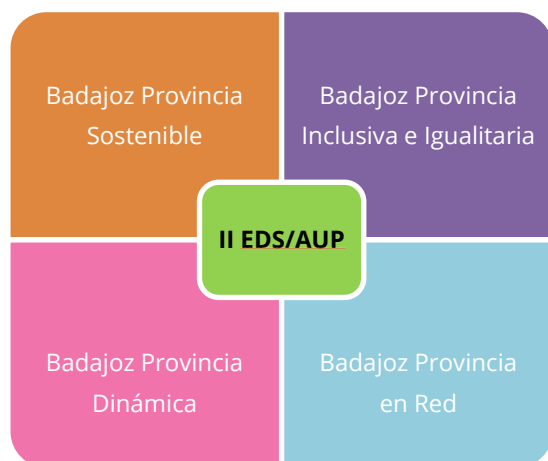 Badajoz Provincia
Sostenible
Badajoz Provincia
Inclusiva e Igualitaria
II EDS/AUP
Badajoz Provincia
Dinámica
Badajoz Provincia
en Red